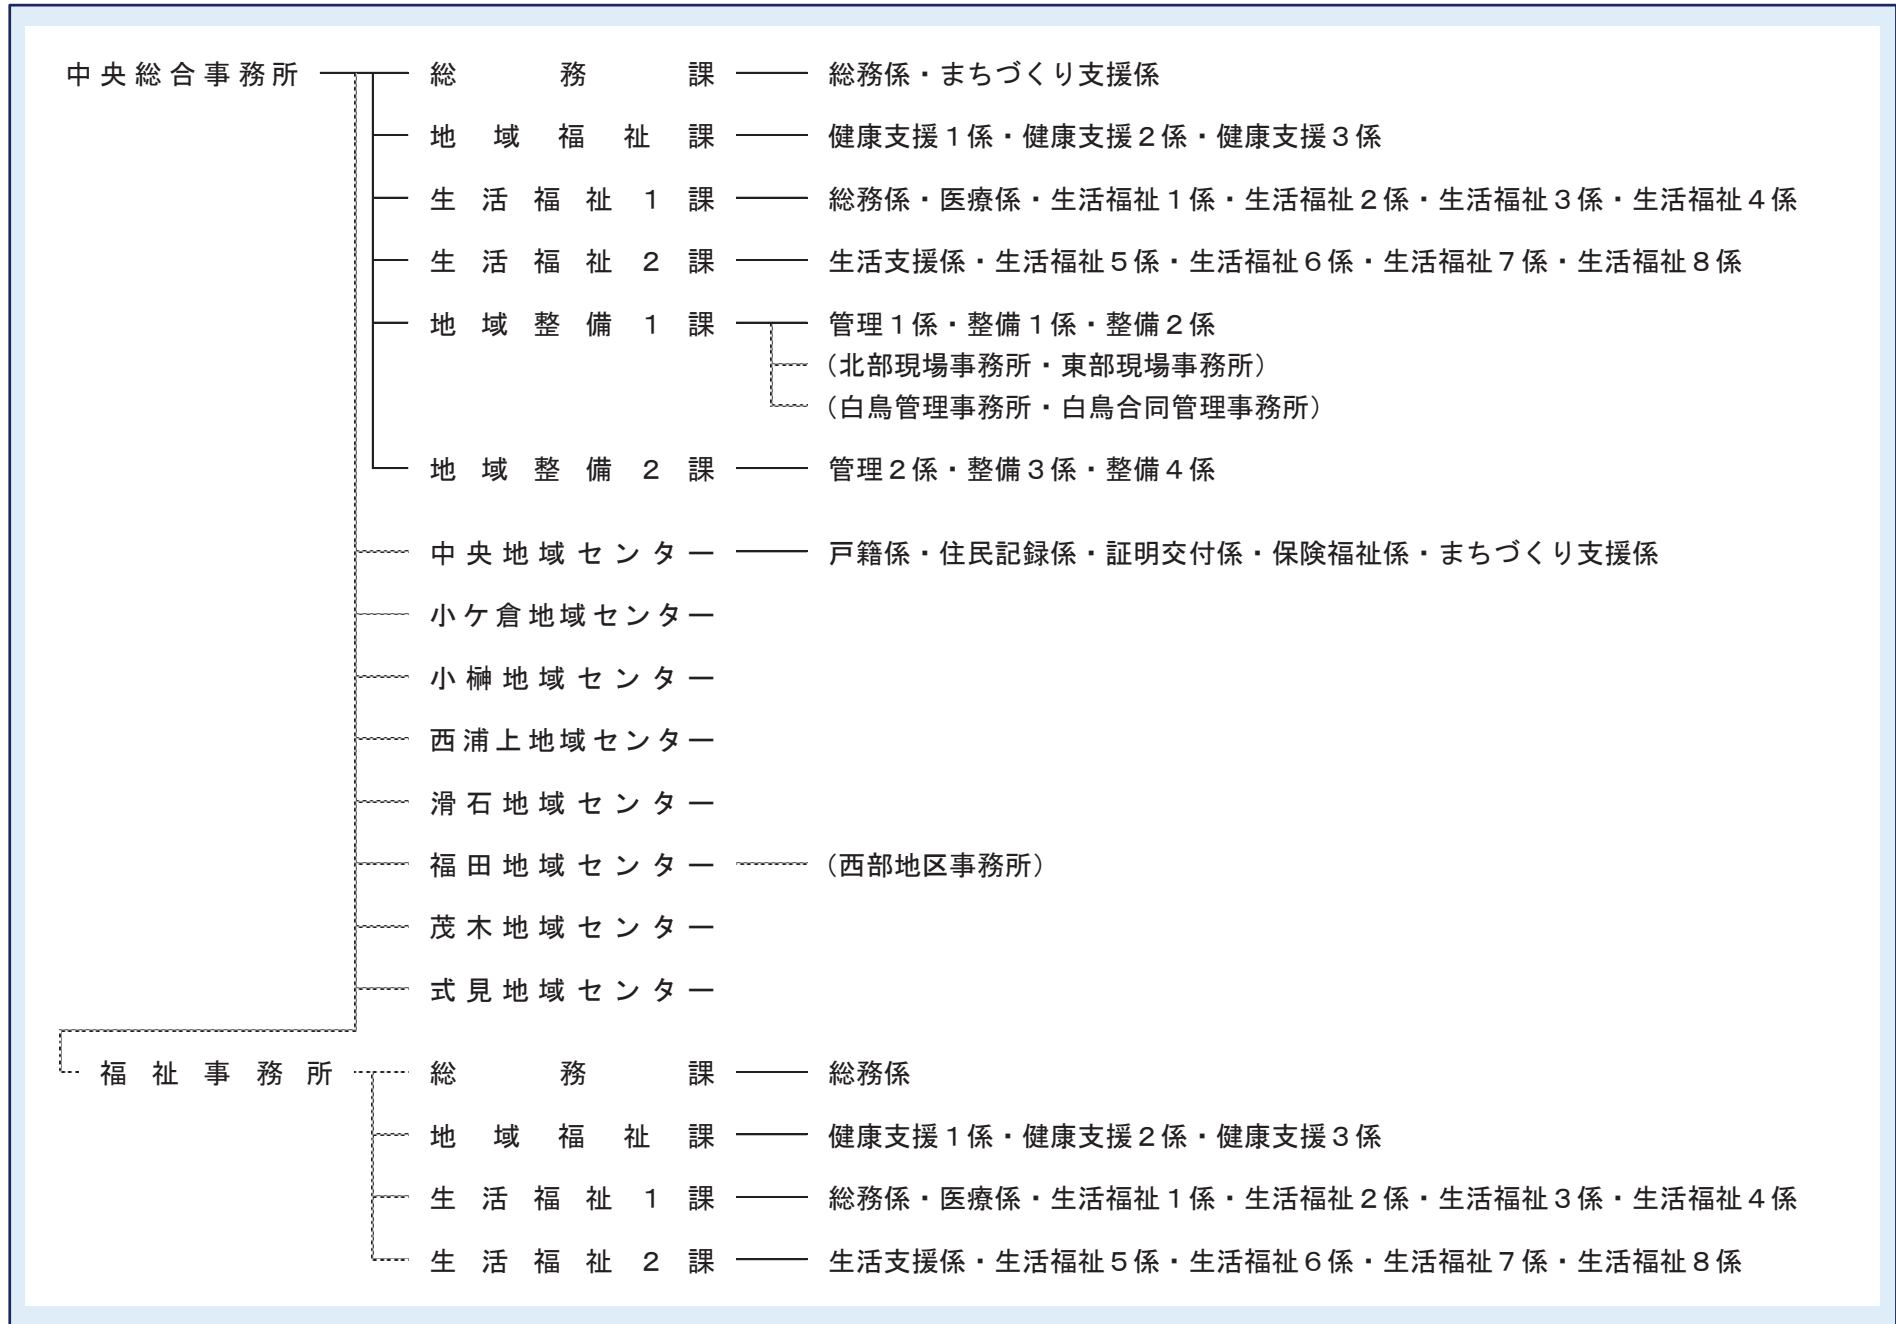 中央総合事務所 総務課 総務係・まちづくり支援係
地域福祉課 健康支援１係・健康支援２係・健康支援３係
生活福祉１課 総務係・医療係・生活福祉１係・生活福祉２係・生活福祉３係・生活福祉４係
生活福祉２課 生活支援係・生活福祉５係・生活福祉６係・生活福祉７係・生活福祉８係
地域整備１課 管理１係・整備１係・整備２係
（北部現場事務所・東部現場事務所）
（白鳥管理事務所・白鳥合同管理事務所）
地域整備２課 管理２係・整備３係・整備４係
中央地域センター 戸籍係・住民記録係・証明交付係・保険福祉係・まちづくり支援係
小ケ倉地域センター
小榊地域センター
西浦上地域センター
滑石地域センター
福田地域センター （西部地区事務所）
茂木地域センター
式見地域センター
福祉事務所 総務課 総務係
地域福祉課 健康支援１係・健康支援２係・健康支援３係
生活福祉１課 総務係・医療係・生活福祉１係・生活福祉２係・生活福祉３係・生活福祉４係
生活福祉２課 生活支援係・生活福祉５係・生活福祉６係・生活福祉７係・生活福祉８係